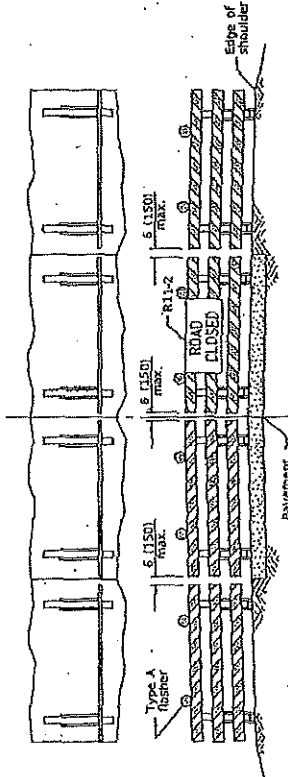 Edge of
shoulder
6 (150)
max.
R11-2
ROAD
CLOSED
6 (150)
max.
6 (150)
max.
Type A
flasher
pavement